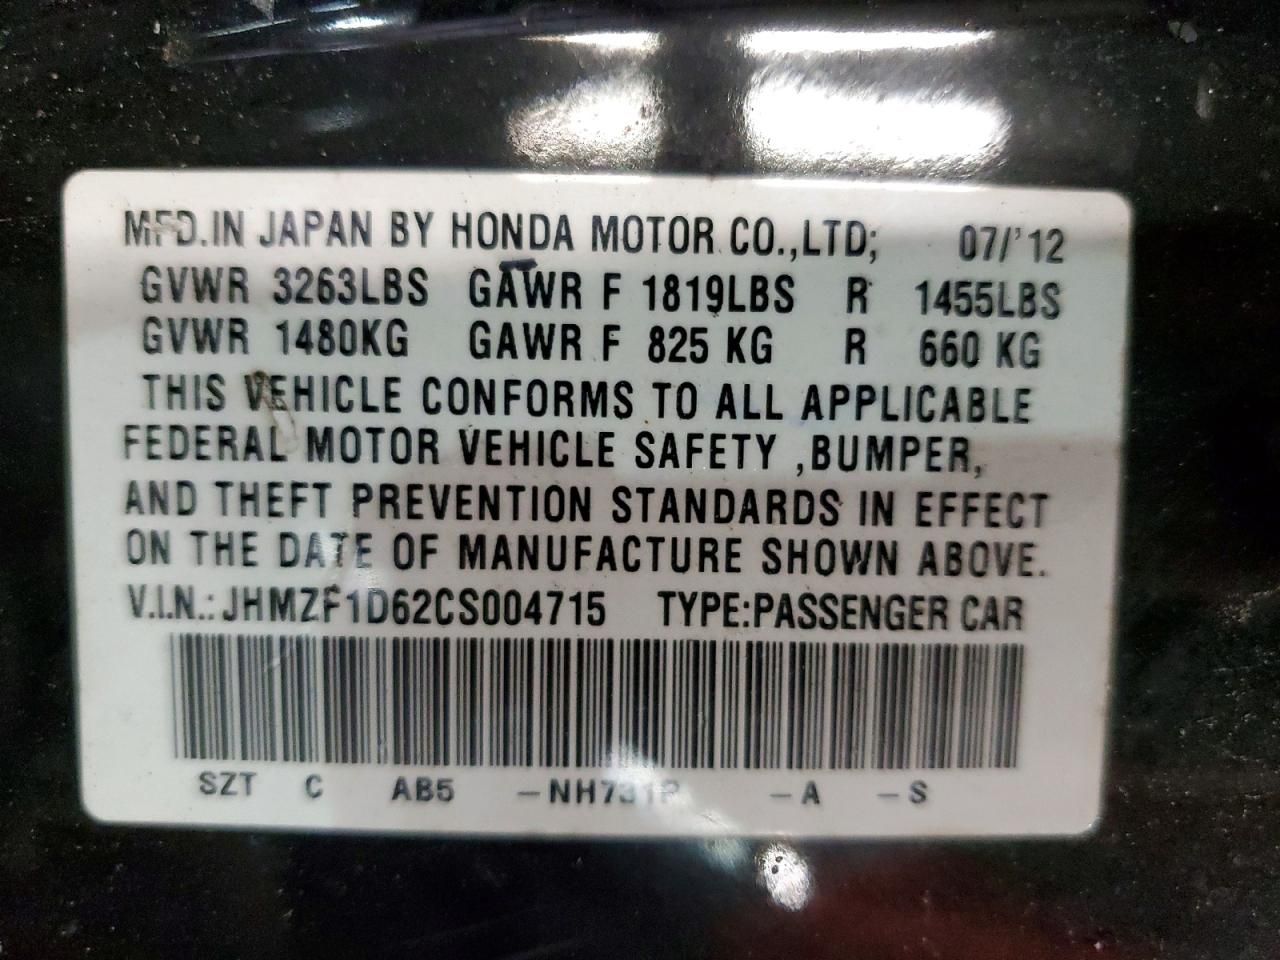 MFD.IN JAPAN BY HONDA MOTOR CO.,LTD; 07/'12
GVWR 3263LBS GAWR F 1819LBS R 1455LBS
GVWR 1480KG GAWR F 825 KG R 660 KG
THIS VEHICLE CONFORMS TO ALL APPLICABLE
FEDERAL MOTOR VEHICLE SAFETY ,BUMPER,
AND THEFT PREVENTION STANDARDS IN EFFECT
ON THE DATE OF MANUFACTURE SHOWN ABOVE.
V.I.N.: JHMZF1D62CS004715 TYPE:PASSENGER CAR
SZT C AB5 -NH731P -A -S